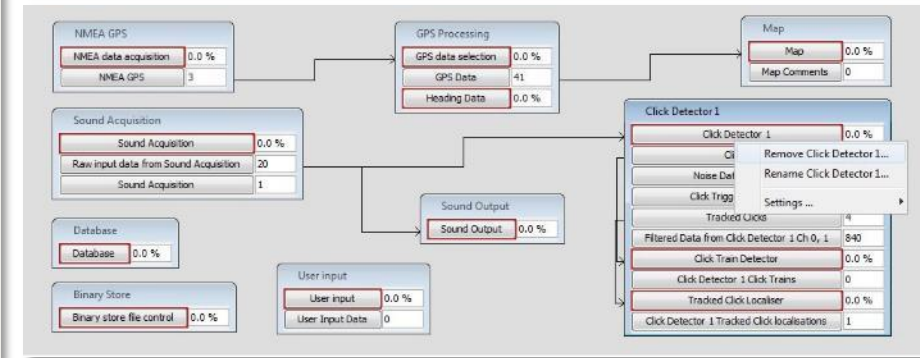 NMEA GPS
NMEA data acquisition 0.0 %
NMEA GPS 3
GPS Processing
GPS data selection 0.0 %
GPS Data 41
Heading Data 0.0 %
Map
Map 0.0 %
Map Comments 0
Sound Acquisition
Sound Acquisition 0.0 %
Raw input data from Sound Acquisition 20
Sound Acquisition 1
Click Detector 1
Click Detector 1 0.0 %
Noise Dat
Click Trigg
Tracked Clicks 4
Filtered Data from Click Detector 1 Ch 0, 1 840
Click Train Detector 0.0 %
Click Detector 1 Click Trains 0
Tracked Click Localiser 0.0 %
Click Detector 1 Tracked Click localisations 1
Remove Click Detector 1...
Rename Click Detector 1...
Settings ...
Sound Output
Sound Output 0.0 %
Database
Database 0.0 %
Binary Store
Binary store file control 0.0 %
User input
User input 0.0 %
User Input Data 0